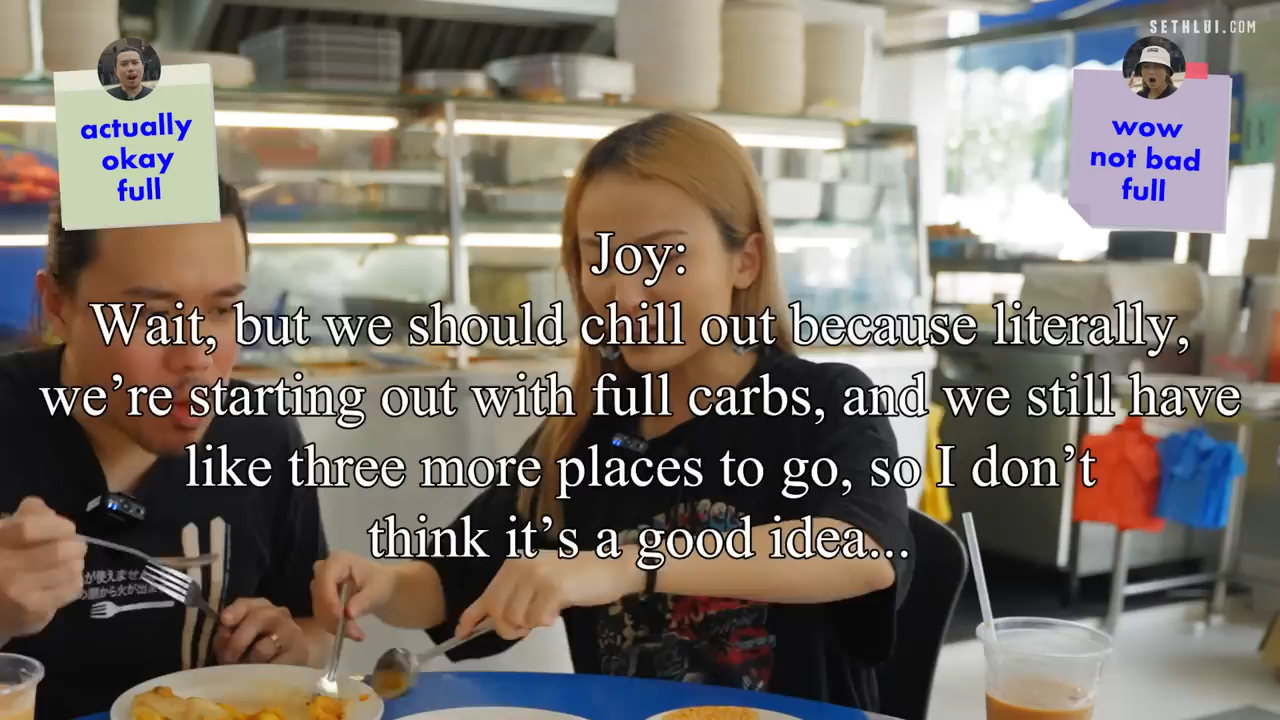 SETHLUI.COM
actually
okay
full
wow
not bad
full
Joy:
Wait, but we should chill out because literally,
we’re starting out with full carbs, and we still have
like three more places to go, so I don’t
think it’s a good idea...